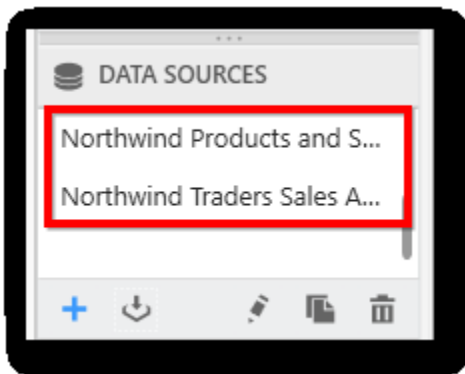 DATA SOURCES
Northwind Products and S...
Northwind Traders Sales A...